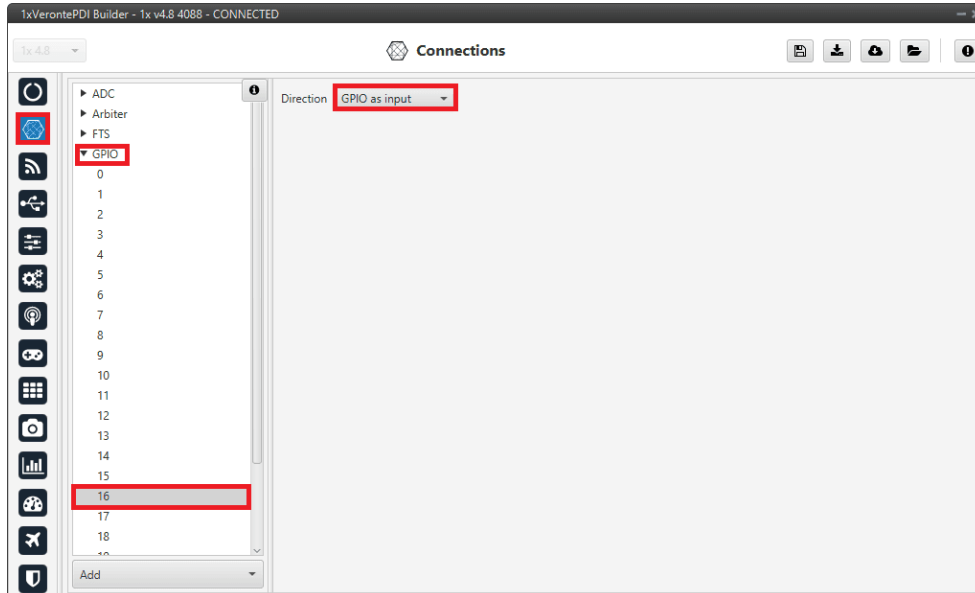 1xVerontePDI Builder - 1x v4.8 4088 - CONNECTED
1x 4.8
Connections
ADC
Arbiter
FTS
GPIO
0
1
2
3
4
5
6
7
8
9
10
11
12
13
14
15
16
17
18
Add
Direction GPIO as input